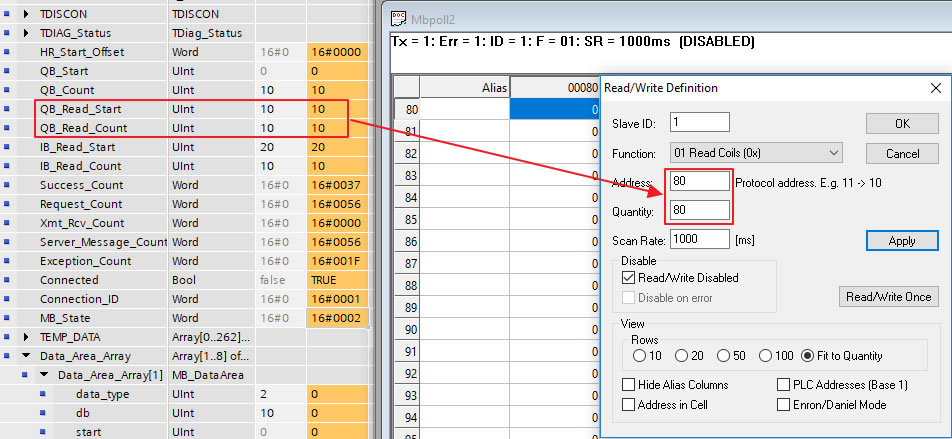 TDISCON TDISCON
TDIAG_Status TDiag_Status
HR_Start_Offset Word 16#0 16#0000
QB_Start UInt 0 0
QB_Count UInt 10 10
QB_Read_Start UInt 10 10
QB_Read_Count UInt 10 10
IB_Read_Start UInt 20 20
IB_Read_Count UInt 10 10
Success_Count Word 16#0 16#0037
Request_Count Word 16#0 16#0056
Xmt_Rcv_Count Word 16#0 16#0000
Server_Message_Count Word 16#0 16#0056
Exception_Count Word 16#0 16#001F
Connected Bool false TRUE
Connection_ID Word 16#0 16#0001
MB_State Word 16#0 16#0002
TEMP_DATA Array[0..262]...
Data_Area_Array Array[1..8] of...
Data_Area_Array[1] MB_DataArea
data_type UInt 2 0
db UInt 10 0
start UInt 0 0
DOC
Mbpoll2
Tx = 1: Err = 1: ID = 1: F = 01: SR = 1000ms (DISABLED)
Alias 00080
80 0
81 0
82 0
83 0
84 0
85 0
86 0
87 0
88 0
89 0
90 0
91 0
92 0
93 0
94 0
95 0
Read/Write Definition
Slave ID: 1 OK
Function: 01 Read Coils (0x) Cancel
Address: 80 Protocol address. E.g. 11 -> 10
Quantity: 80
Scan Rate: 1000 [ms] Apply
Disable
Read/Write Disabled
Disable on error
Read/Write Once
View
Rows
10 20 50 100 Fit to Quantity
Hide Alias Columns PLC Addresses (Base 1)
Address in Cell Enron/Daniel Mode